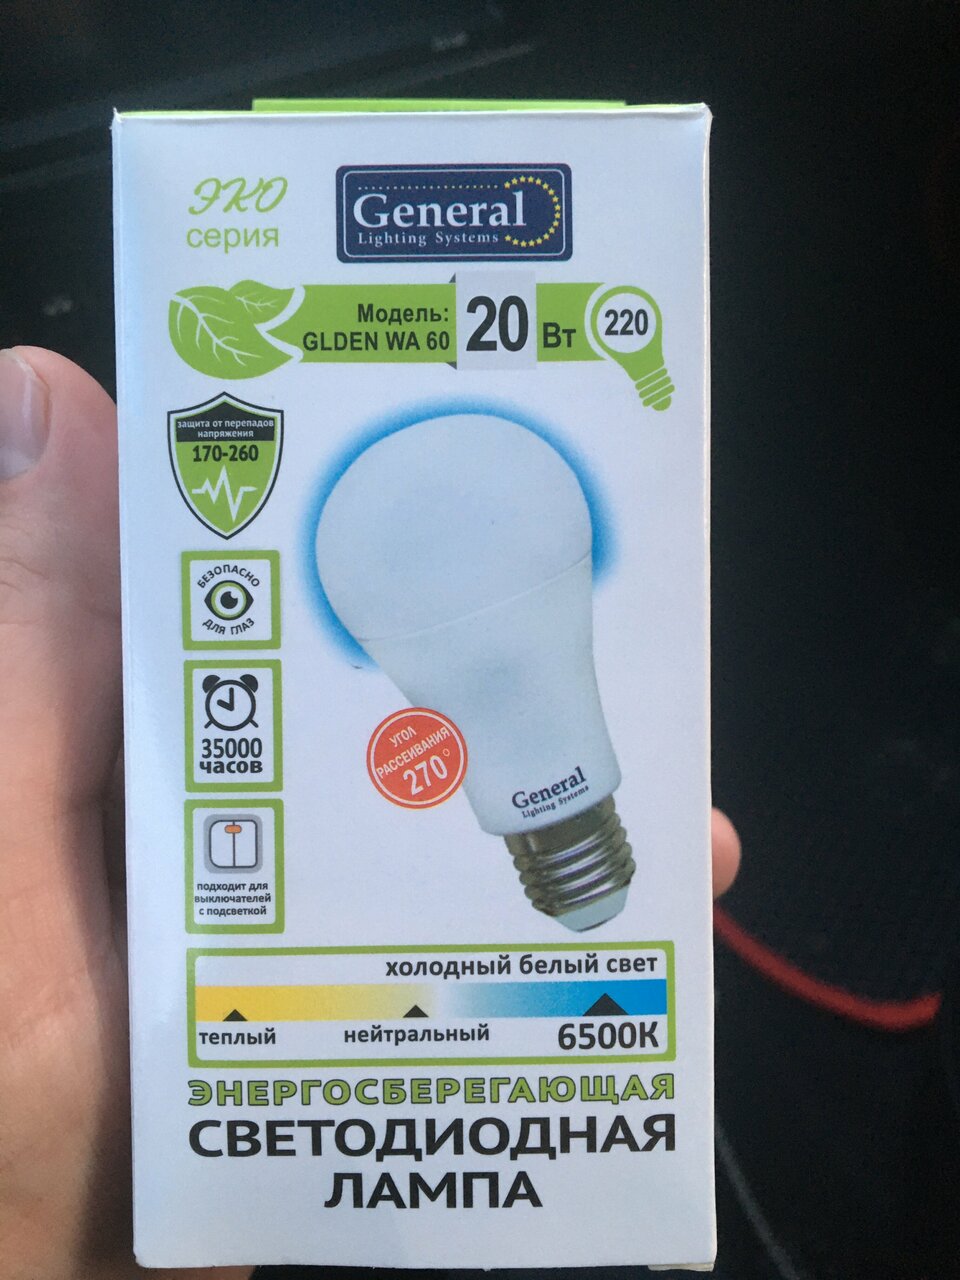 ЭКО
серия
General
Lighting Systems
Модель:
GLDEN WA 60
20 Вт
220
защита от перепадов
напряжения
170-260
БЕЗОПАСНО
ДЛЯ ГЛАЗ
35000
часов
УГОЛ
РАССЕИВАНИЯ
270°
General
Lighting Systems
подходит для
выключателей
с подсветкой
холодный белый свет
теплый
нейтральный
6500К
ЭНЕРГОСБЕРЕГАЮЩАЯ
СВЕТОДИОДНАЯ
ЛАМПА